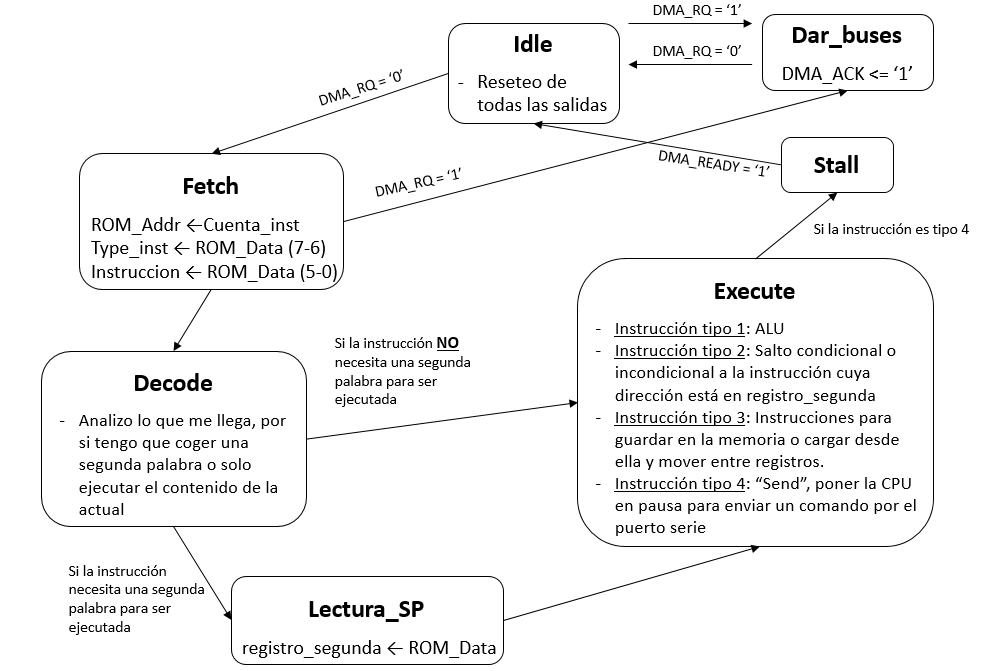 DMA_RQ = ‘1’
Idle
- Reseteo de
todas las salidas
DMA_RQ = ‘0’
Dar_buses
DMA_ACK <= ‘1’
DMA_RQ = ‘0’
DMA_RQ = ‘1’
DMA_READY = ‘1’
Stall
Fetch
ROM_Addr ←Cuenta_inst
Type_inst ← ROM_Data (7-6)
Instruccion ← ROM_Data (5-0)
Si la instrucción es tipo 4
Execute
- Instrucción tipo 1: ALU
- Instrucción tipo 2: Salto condicional o
incondicional a la instrucción cuya
dirección está en registro_segunda
- Instrucción tipo 3: Instrucciones para
guardar en la memoria o cargar desde
ella y mover entre registros.
- Instrucción tipo 4: “Send”, poner la CPU
en pausa para enviar un comando por el
puerto serie
Si la instrucción NO
necesita una segunda
palabra para ser
ejecutada
Decode
- Analizo lo que me llega, por
si tengo que coger una
segunda palabra o solo
ejecutar el contenido de la
actual
Si la instrucción
necesita una segunda
palabra para ser
ejecutada
Lectura_SP
registro_segunda ← ROM_Data